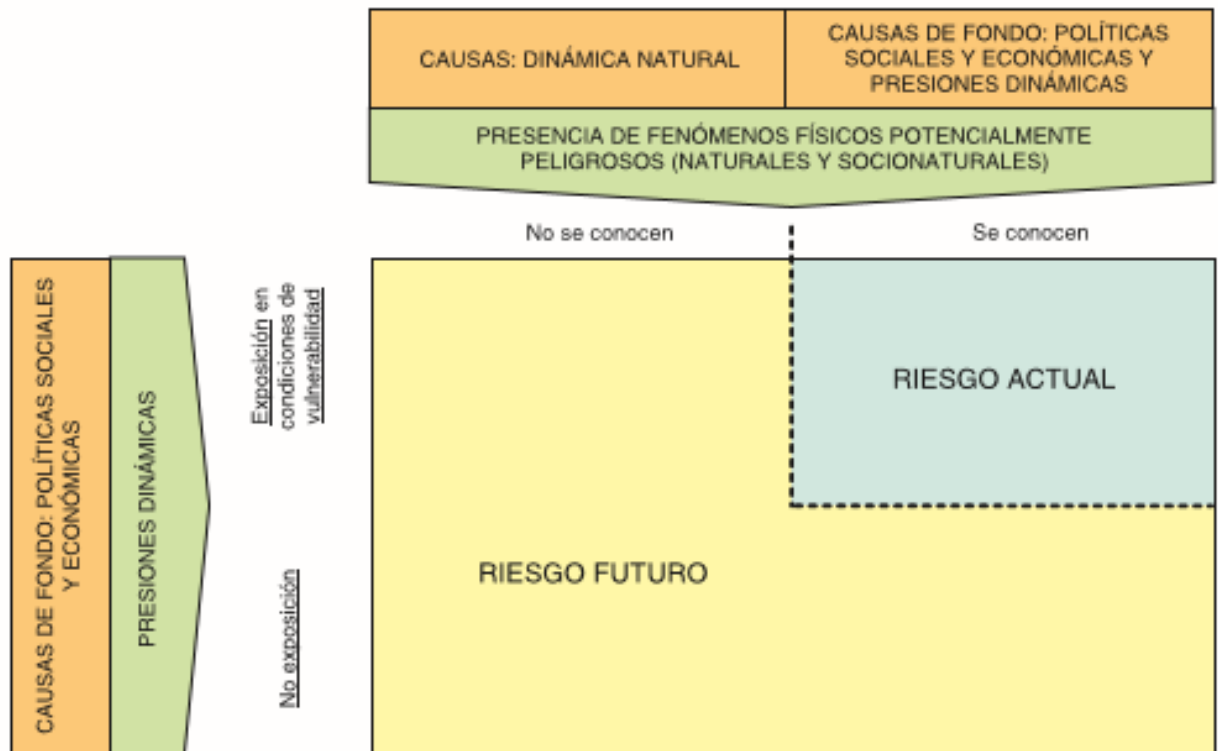 CAUSAS: DINÁMICA NATURAL
CAUSAS DE FONDO: POLÍTICAS
SOCIALES Y ECONÓMICAS Y
PRESIONES DINÁMICAS
PRESENCIA DE FENÓMENOS FÍSICOS POTENCIALMENTE
PELIGROSOS (NATURALES Y SOCIONATURALES)
No se conocen
Se conocen
CAUSAS DE FONDO: POLÍTICAS SOCIALES
Y ECONÓMICAS
PRESIONES DINÁMICAS
Exposición en
condiciones de
vulnerabilidad
No exposición
RIESGO ACTUAL
RIESGO FUTURO